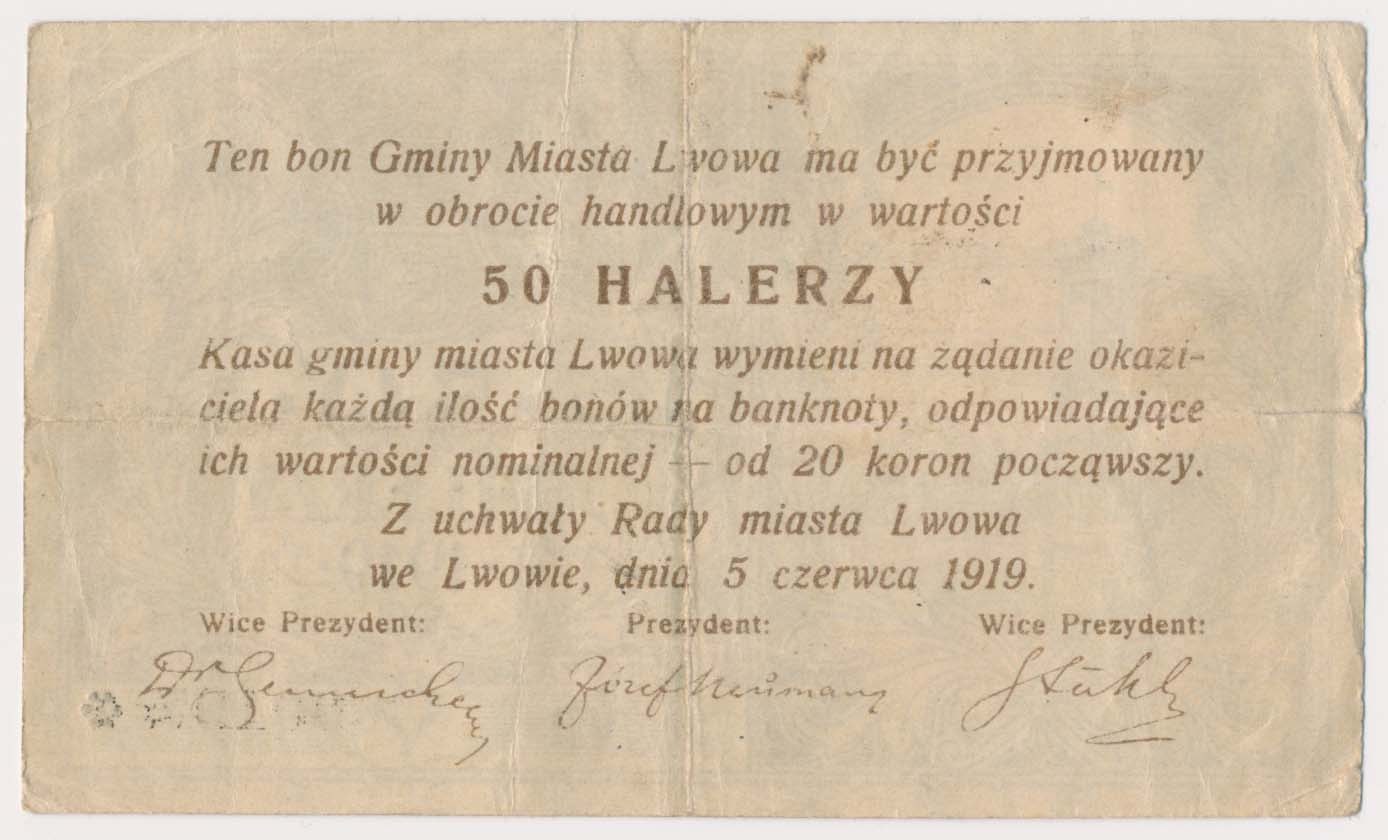 Ten bon Gminy Miasta Lwowa ma być przyjmowany
w obrocie handlowym w wartości
50 HALERZY
Kasa gminy miasta Lwowa wymieni na żądanie okazi-
ciela każdą ilość bonów na banknoty, odpowiadające
ich wartości nominalnej — od 20 koron począwszy.
Z uchwały Rady miasta Lwowa
we Lwowie, dnia 5 czerwca 1919.
Wice Prezydent: Prezydent: Wice Prezydent:
Dr Józef Neumann Stahl